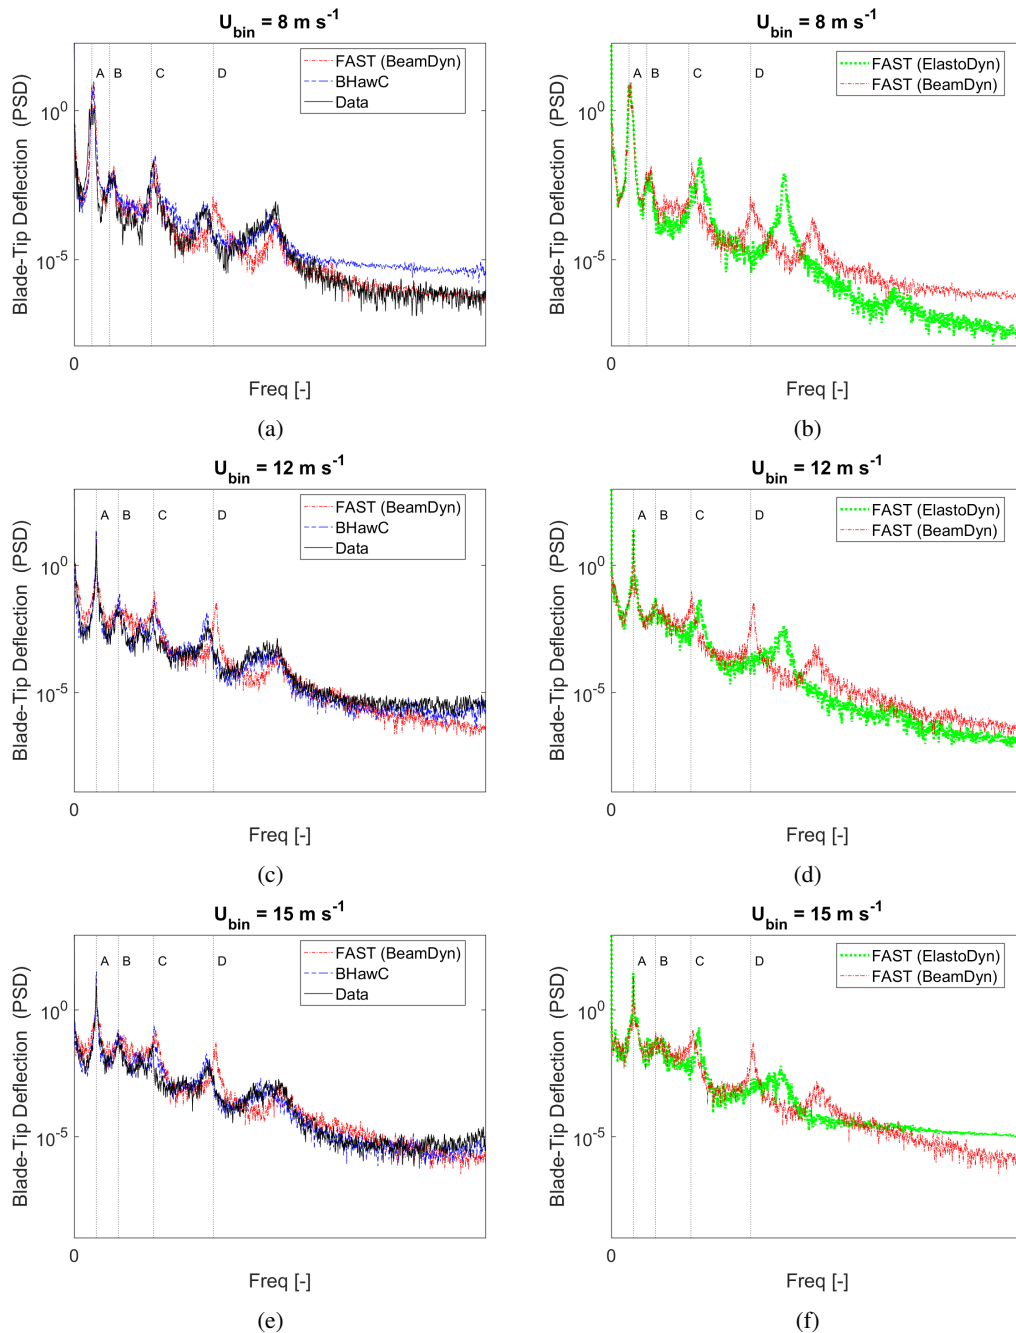 U_bin = 8 m s^-1
A B C D
FAST (BeamDyn)
BHawC
Data
10^0
10^-5
Blade-Tip Deflection (PSD)
0
Freq [-]
(a)
U_bin = 8 m s^-1
A B C D
FAST (ElastoDyn)
FAST (BeamDyn)
10^0
10^-5
Blade-Tip Deflection (PSD)
0
Freq [-]
(b)
U_bin = 12 m s^-1
A B C D
FAST (BeamDyn)
BHawC
Data
10^0
10^-5
Blade-Tip Deflection (PSD)
0
Freq [-]
(c)
U_bin = 12 m s^-1
A B C D
FAST (ElastoDyn)
FAST (BeamDyn)
10^0
10^-5
Blade-Tip Deflection (PSD)
0
Freq [-]
(d)
U_bin = 15 m s^-1
A B C D
FAST (BeamDyn)
BHawC
Data
10^0
10^-5
Blade-Tip Deflection (PSD)
0
Freq [-]
(e)
U_bin = 15 m s^-1
A B C D
FAST (ElastoDyn)
FAST (BeamDyn)
10^0
10^-5
Blade-Tip Deflection (PSD)
0
Freq [-]
(f)